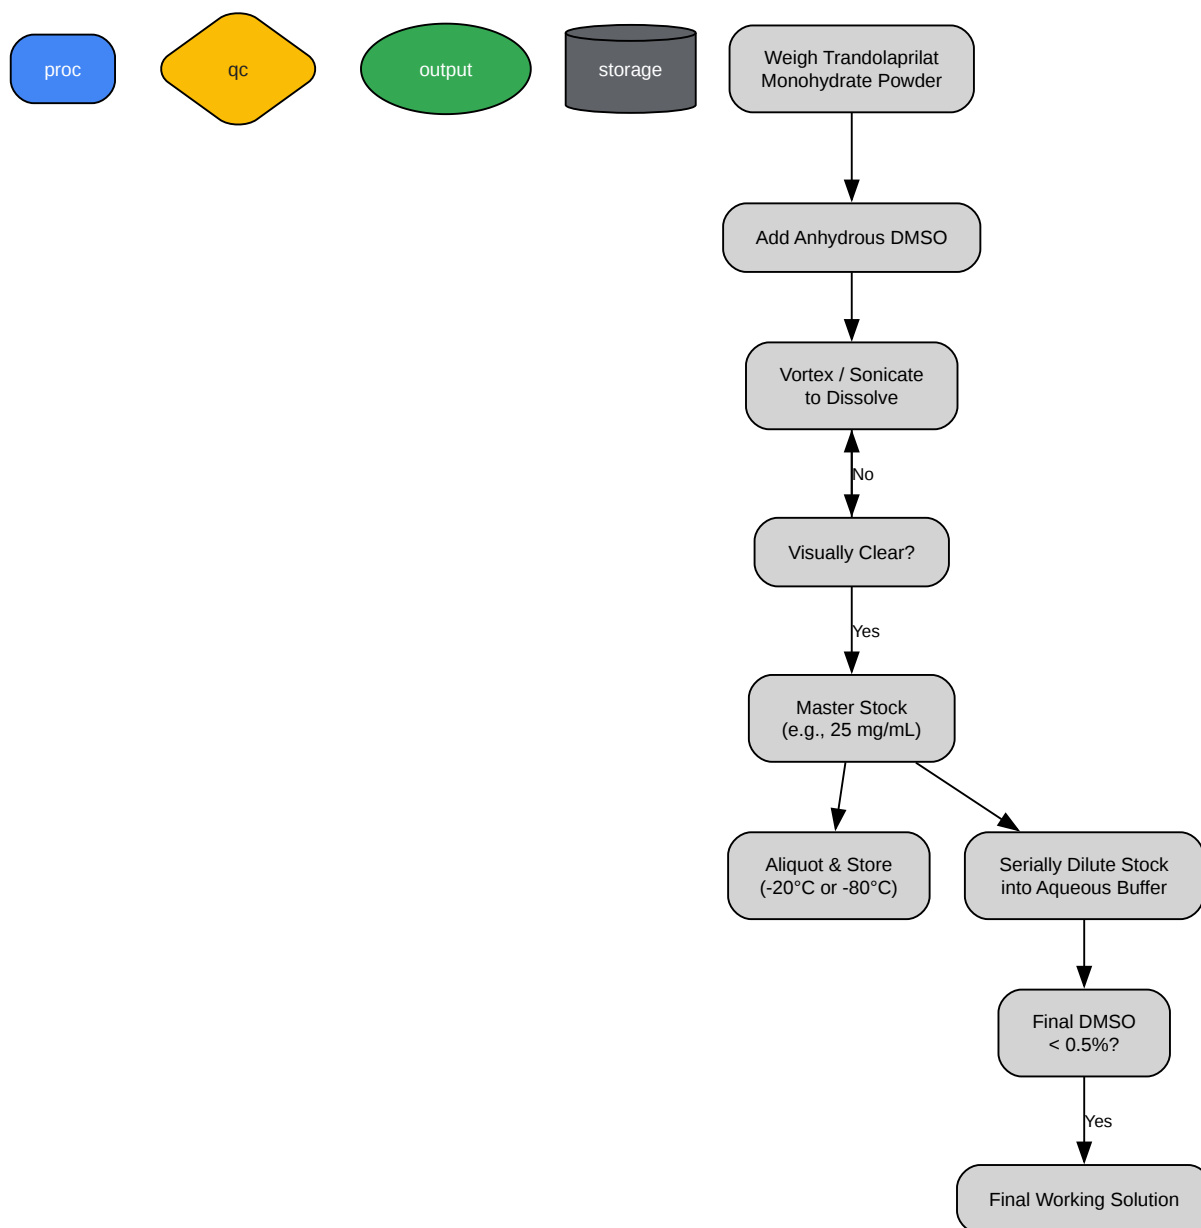 proc
qc
output
storage
Weigh Trandolaprilat
Monohydrate Powder
Add Anhydrous DMSO
Vortex / Sonicate
to Dissolve
No
Visually Clear?
Yes
Master Stock
(e.g., 25 mg/mL)
Aliquot & Store
(-20°C or -80°C)
Serially Dilute Stock
into Aqueous Buffer
Final DMSO
< 0.5%?
Yes
Final Working Solution